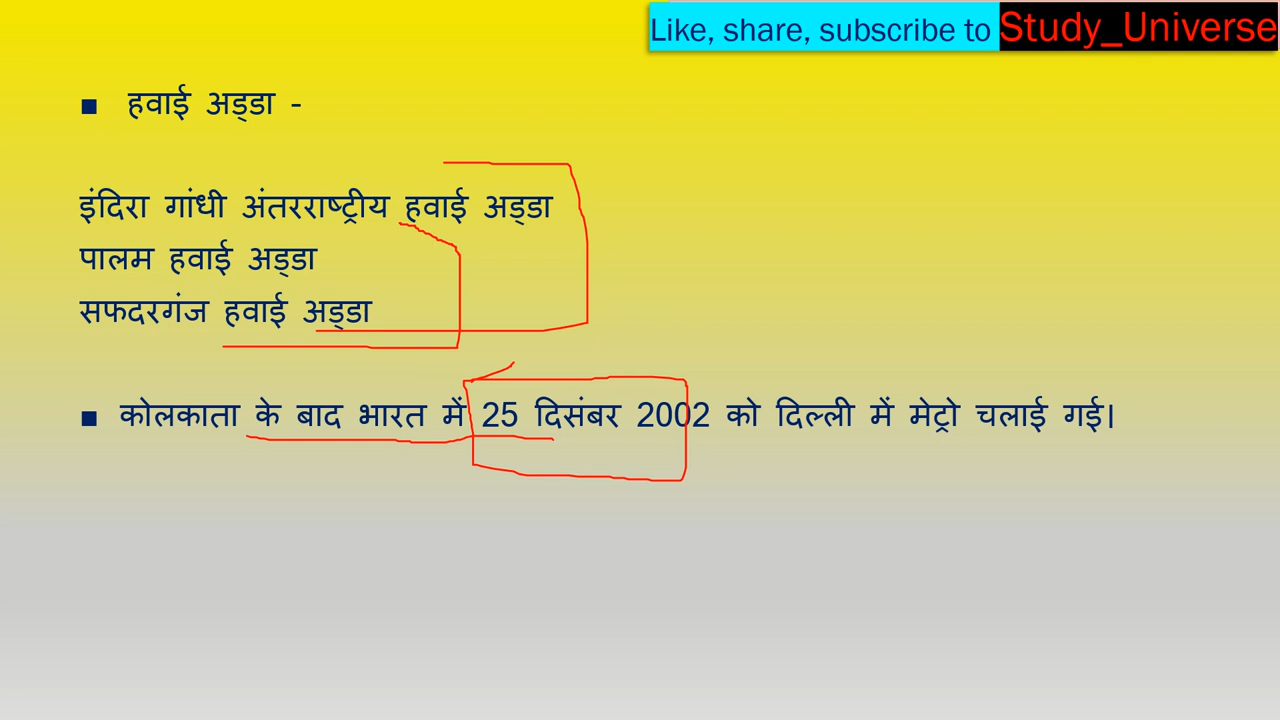 Like, share, subscribe to Study_Universe
▪ हवाई अड्डा -
इंदिरा गांधी अंतरराष्ट्रीय हवाई अड्डा
पालम हवाई अड्डा
सफदरगंज हवाई अड्डा
▪ कोलकाता के बाद भारत में 25 दिसंबर 2002 को दिल्ली में मेट्रो चलाई गई।